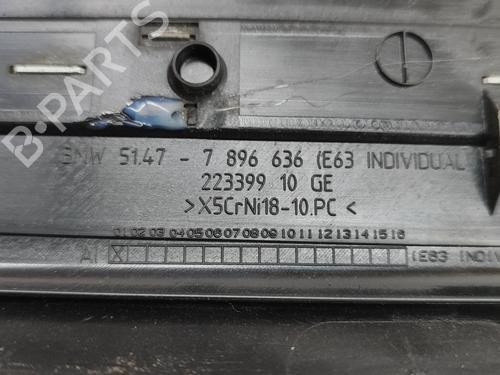 B-PARTS
BMW 51.47 - 7 896 636 (E63 INDIVIDUAL
223399 10 GE
>X5CrNi18-10.PC<
01 02 03 04 05 06 07 08 09 10 11 12 13 14 15 16
AI X (E63 INDIV